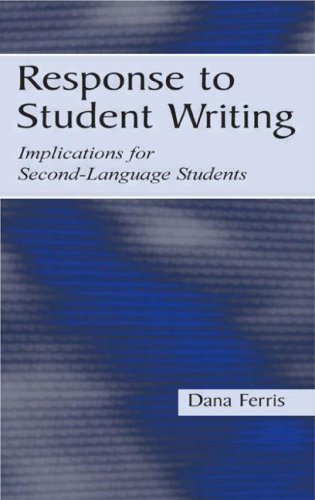 Response to
Student Writing
Implications for
Second-Language Students
Dana Ferris